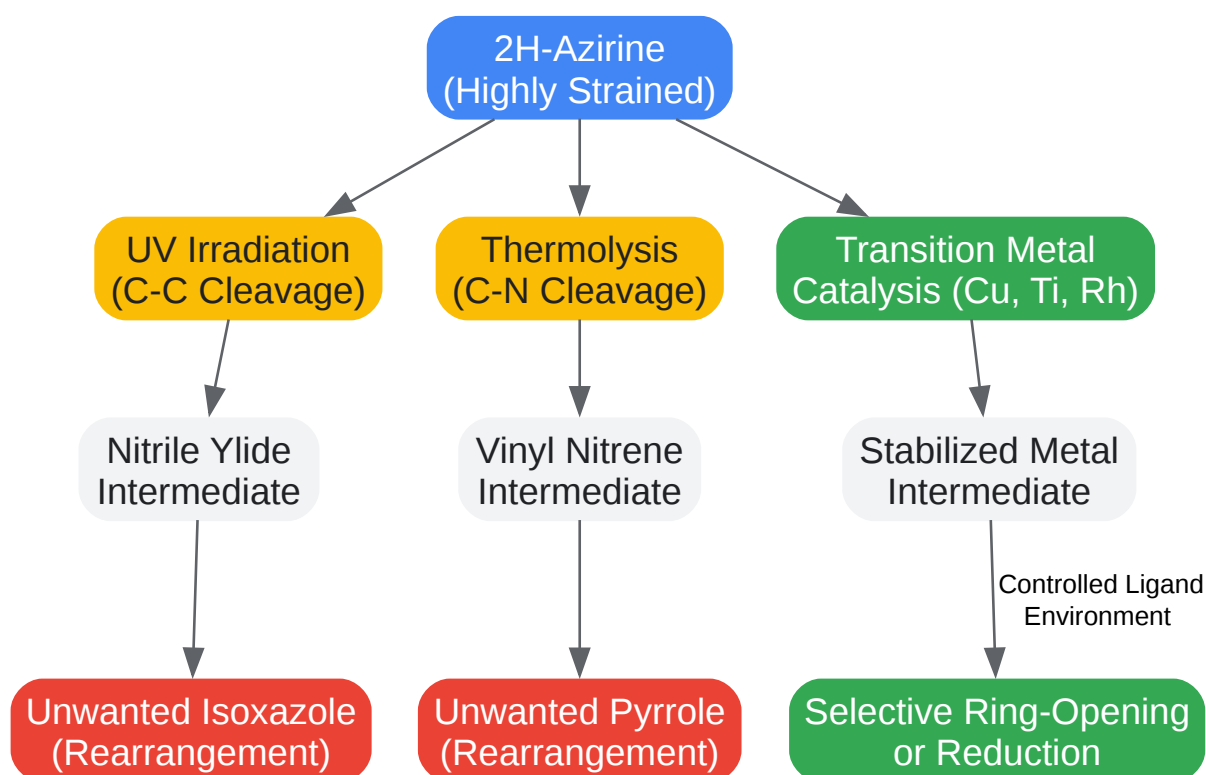 2H-Azirine
(Highly Strained)
UV Irradiation
(C-C Cleavage)
Thermolysis
(C-N Cleavage)
Transition Metal
Catalysis (Cu, Ti, Rh)
Nitrile Ylide
Intermediate
Vinyl Nitrene
Intermediate
Stabilized Metal
Intermediate
Controlled Ligand
Environment
Unwanted Isoxazole
(Rearrangement)
Unwanted Pyrrole
(Rearrangement)
Selective Ring-Opening
or Reduction